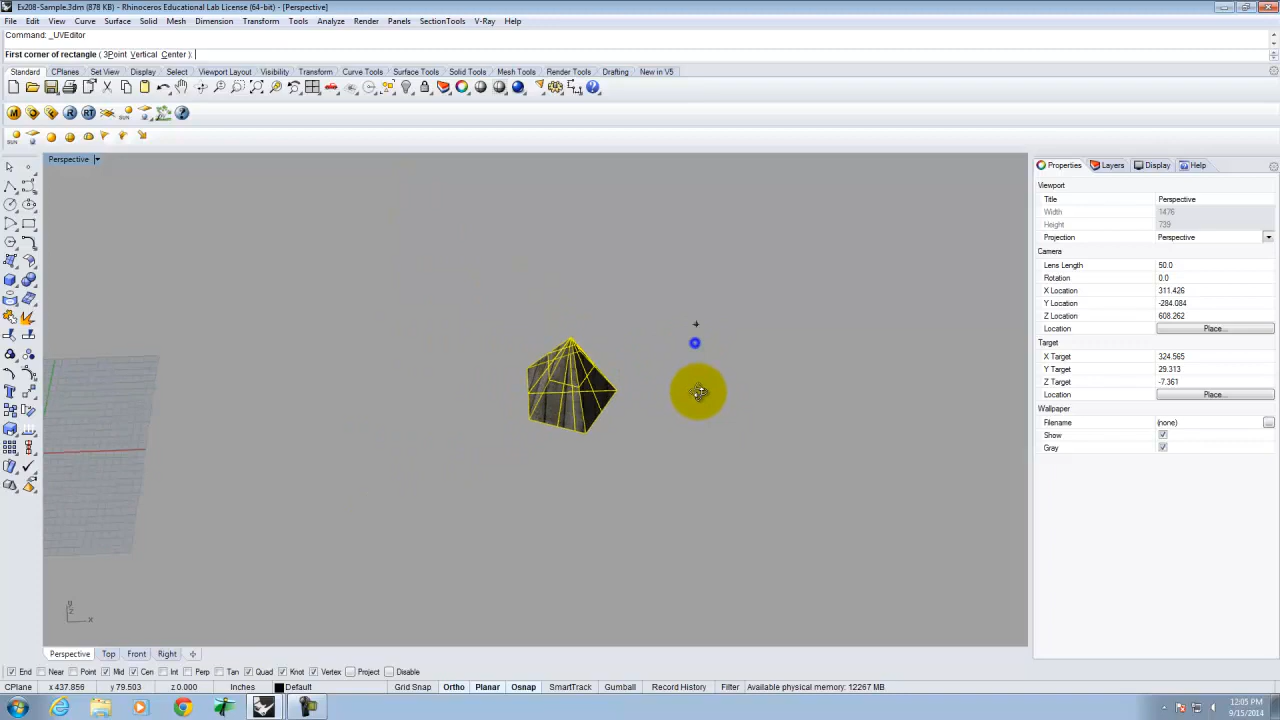 Ex208-Sample.3dm (878 KB) - Rhinoceros Educational Lab License (64-bit) - [Perspective]
File Edit View Curve Surface Solid Mesh Dimension Transform Tools Analyze Render Panels SectionTools V-Ray Help
Command: _UVEditor
First corner of rectangle ( 3Point Vertical Center ):
Standard CPlanes Set View Display Select Viewport Layout Visibility Transform Curve Tools Surface Tools Solid Tools Mesh Tools Render Tools Drafting New in V5
M R RT SUN
SUN
Perspective
Properties Layers Display Help
Viewport
Title Perspective
Width 1476
Height 739
Projection Perspective
Camera
Lens Length 50.0
Rotation 0.0
X Location 311.426
Y Location -284.084
Z Location 608.262
Location Place...
Target
X Target 324.565
Y Target 29.313
Z Target -7.361
Location Place...
Wallpaper
Filename (none)
Show
Gray
z x
Perspective Top Front Right
End Near Point Mid Cen Int Perp Tan Quad Knot Vertex Project Disable
CPlane x 437.856 y 79.503 z 0.000 Inches Default Grid Snap Ortho Planar Osnap SmartTrack Gumball Record History Filter Available physical memory: 12267 MB
12:05 PM
9/15/2014